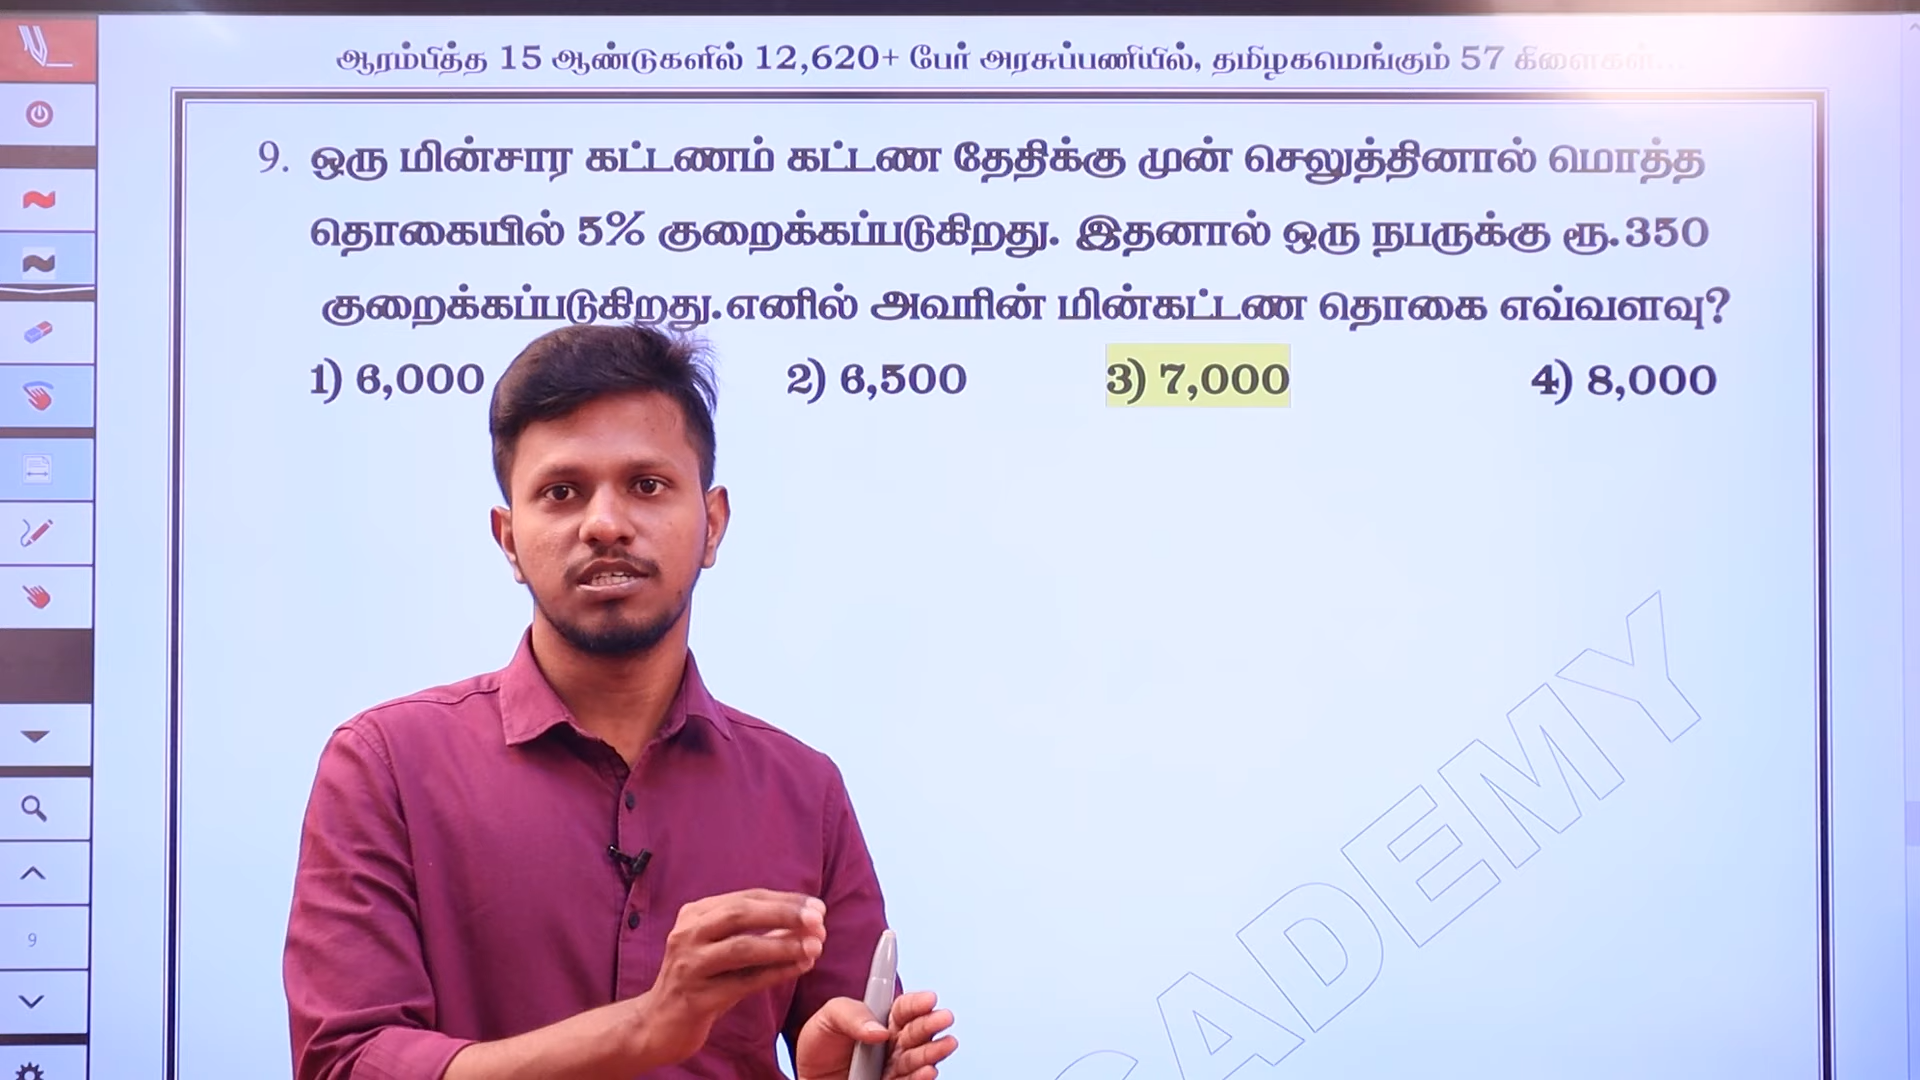 ஆரம்பித்த 15 ஆண்டுகளில் 12,620+ பேர் அரசுப்பணியில், தமிழகமெங்கும் 57 கிளைகள்...
9. ஒரு மின்சார கட்டணம் கட்டண தேதிக்கு முன் செலுத்தினால் மொத்த
தொகையில் 5% குறைக்கப்படுகிறது. இதனால் ஒரு நபருக்கு ரூ.350
குறைக்கப்படுகிறது.எனில் அவரின் மின்கட்டண தொகை எவ்வளவு?
1) 6,000 2) 6,500 3) 7,000 4) 8,000
9